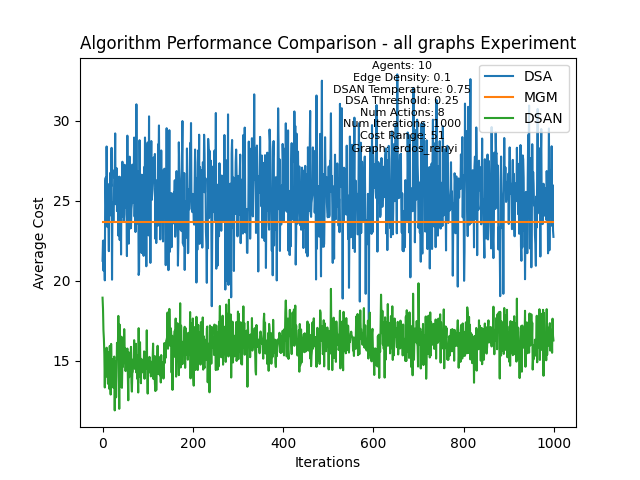 Algorithm Performance Comparison - all graphs Experiment
Agents: 10
Edge Density: 0.1
DSAN Temperature: 0.75
DSA Threshold: 0.25
Num Actions: 8
Num Iterations: 1000
Cost Range: 51
Graph: erdos_renyi
DSA
MGM
DSAN
Average Cost
30
25
20
15
0
200
400
600
800
1000
Iterations